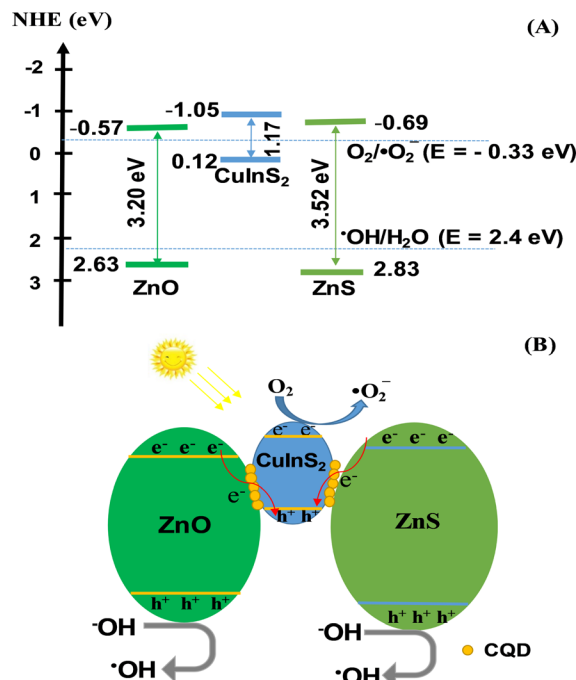 NHE (eV)
(A)
-2
-1
0
1
2
3
-0.57
3.20 eV
2.63
ZnO
-1.05
1.17
0.12
CuInS₂
-0.69
3.52 eV
2.83
ZnS
O₂/•O₂⁻ (E = - 0.33 eV)
•OH/H₂O (E = 2.4 eV)
(B)
O₂
•O₂⁻
e⁻ e⁻ e⁻
e⁻
ZnO
h⁺ h⁺ h⁺
e⁻ e⁻
CuInS₂
h⁺ h⁺
e⁻ e⁻ e⁻
e⁻
ZnS
h⁺ h⁺ h⁺
⁻OH
•OH
⁻OH
•OH
CQD